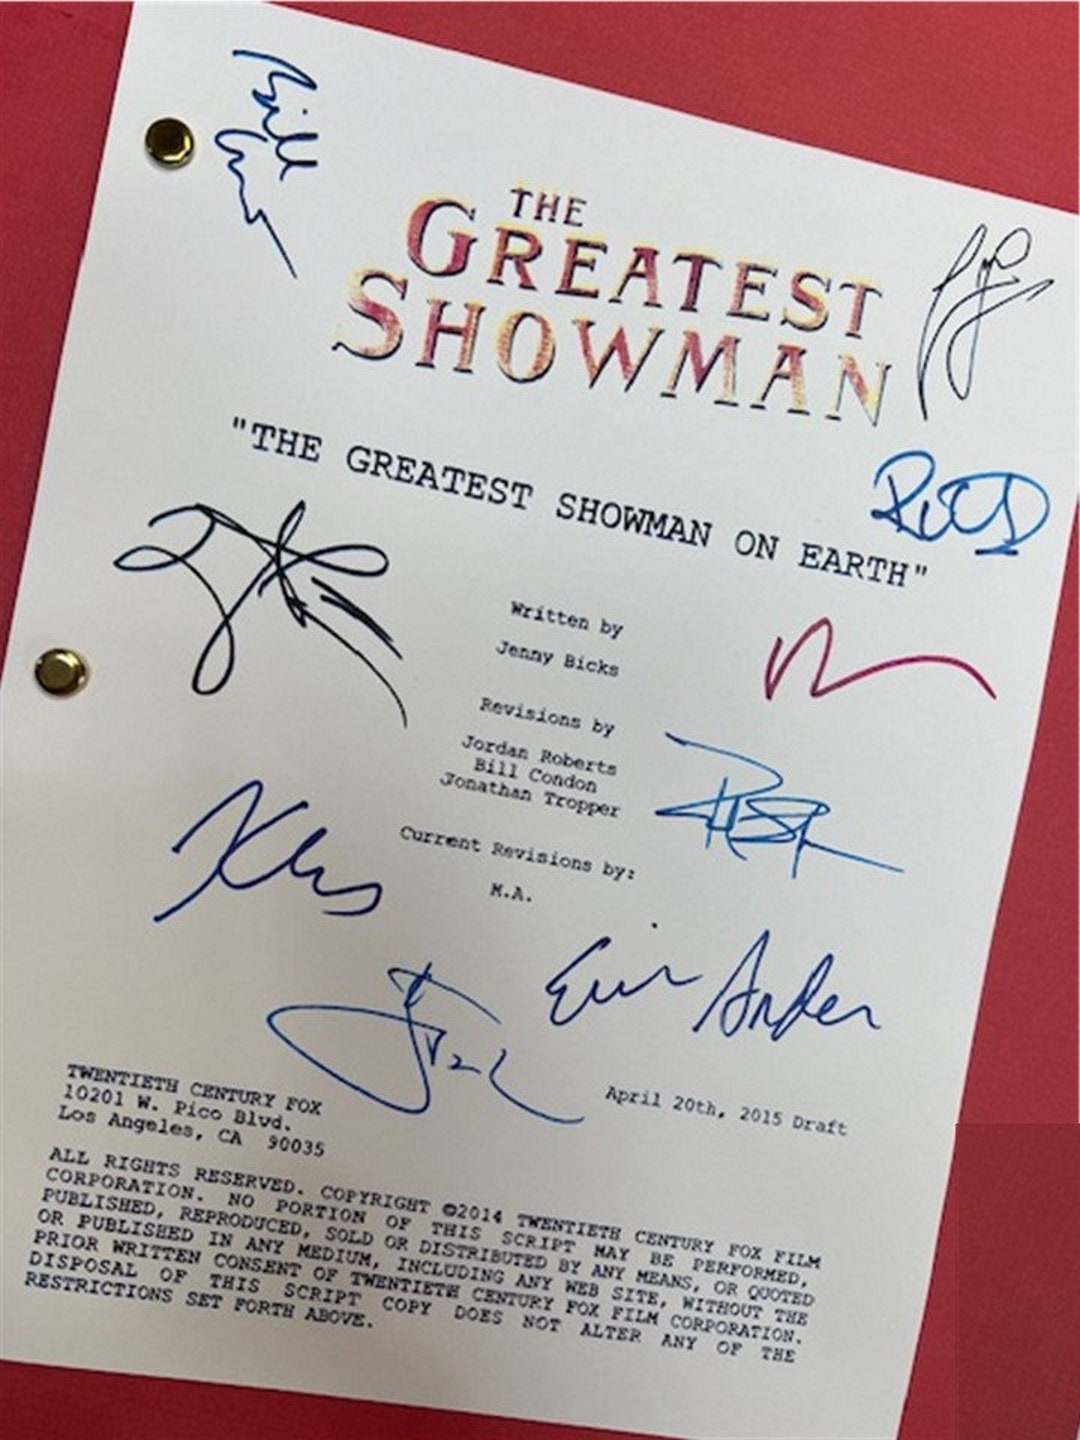 THE
GREATEST
SHOWMAN
"THE GREATEST SHOWMAN ON EARTH"
Written by
Jenny Bicks
Revisions by
Jordan Roberts
Bill Condon
Jonathan Tropper
Current Revisions by:
M.A.
April 20th, 2015 Draft
TWENTIETH CENTURY FOX
10201 W. Pico Blvd.
Los Angeles, CA 90035
ALL RIGHTS RESERVED. COPYRIGHT ©2014 TWENTIETH CENTURY FOX FILM
CORPORATION. NO PORTION OF THIS SCRIPT MAY BE PERFORMED,
PUBLISHED, REPRODUCED, SOLD OR DISTRIBUTED BY ANY MEANS, OR QUOTED
OR PUBLISHED IN ANY MEDIUM, INCLUDING ANY WEB SITE, WITHOUT THE
PRIOR WRITTEN CONSENT OF TWENTIETH CENTURY FOX FILM CORPORATION.
DISPOSAL OF THIS SCRIPT COPY DOES NOT ALTER ANY OF THE
RESTRICTIONS SET FORTH ABOVE.